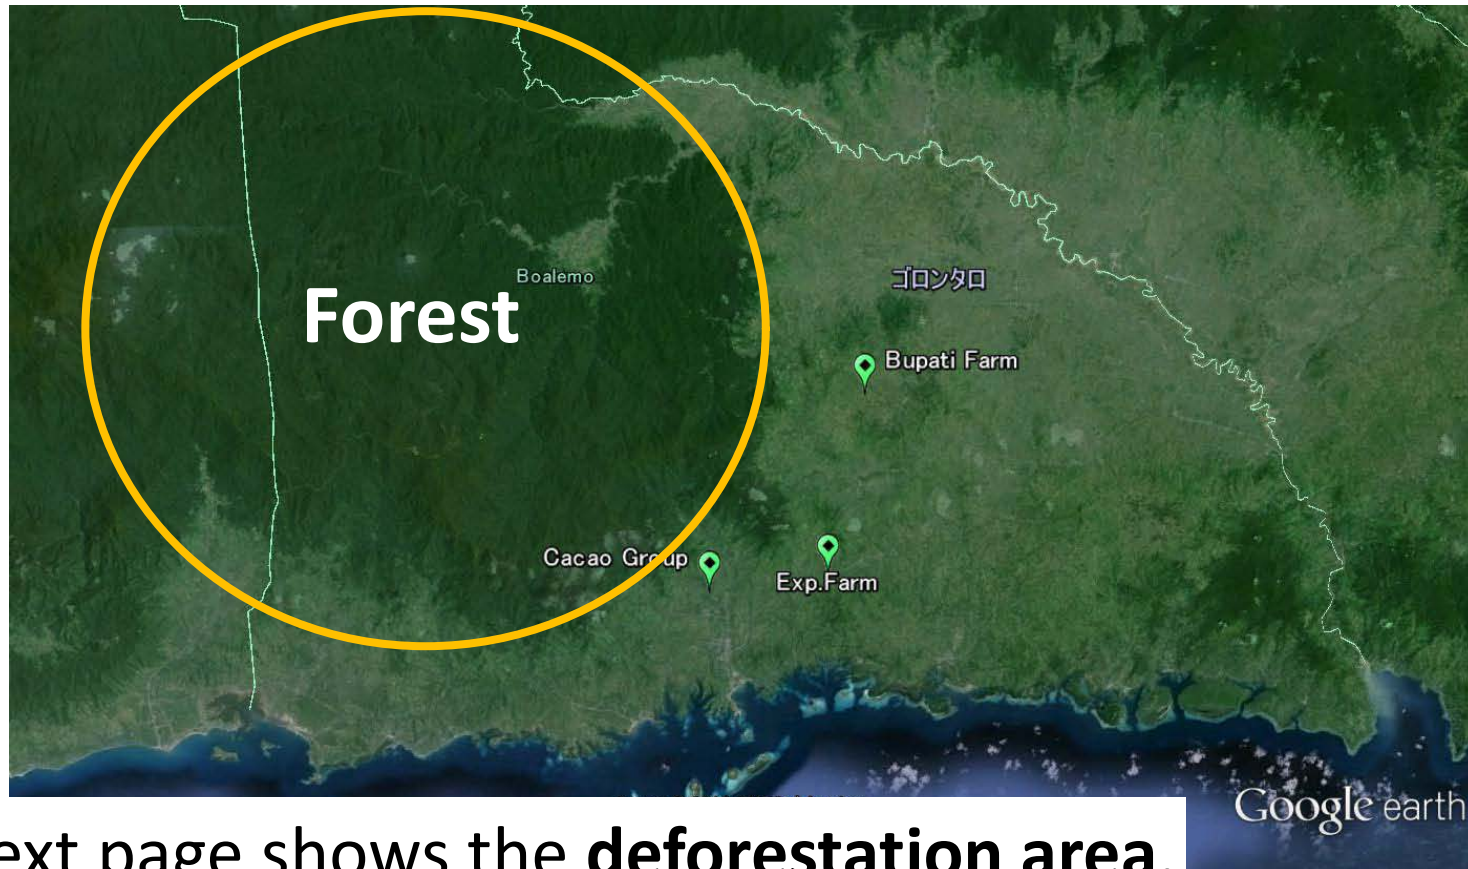 Boalemo
ゴロンタロ
Forest
Bupati Farm
Cacao Group
Exp.Farm
Google earth
ext page shows the deforestation area.